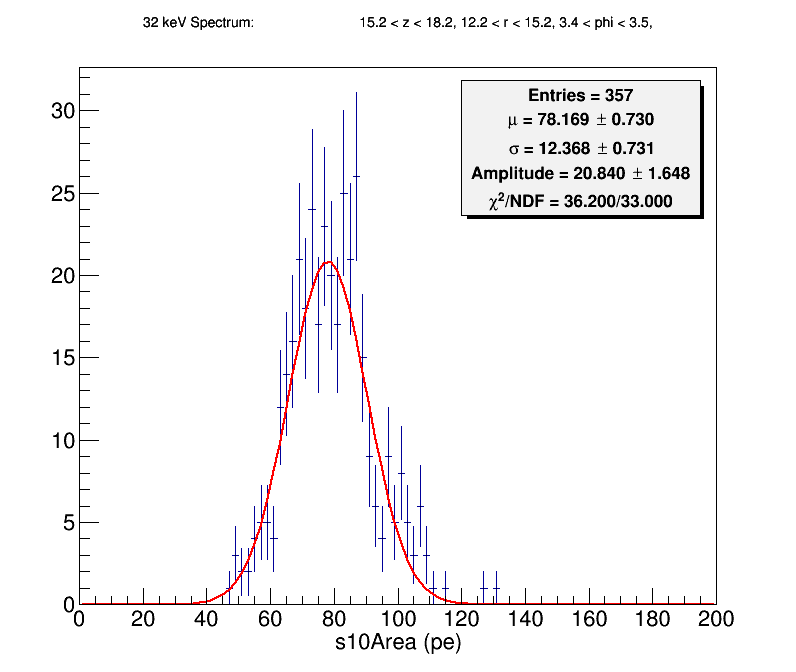 32 keV Spectrum: 15.2 < z < 18.2, 12.2 < r < 15.2, 3.4 < phi < 3.5,
Entries = 357
μ = 78.169 ± 0.730
σ = 12.368 ± 0.731
Amplitude = 20.840 ± 1.648
χ²/NDF = 36.200/33.000
30
25
20
15
10
5
0
0 20 40 60 80 100 120 140 160 180 200
s10Area (pe)